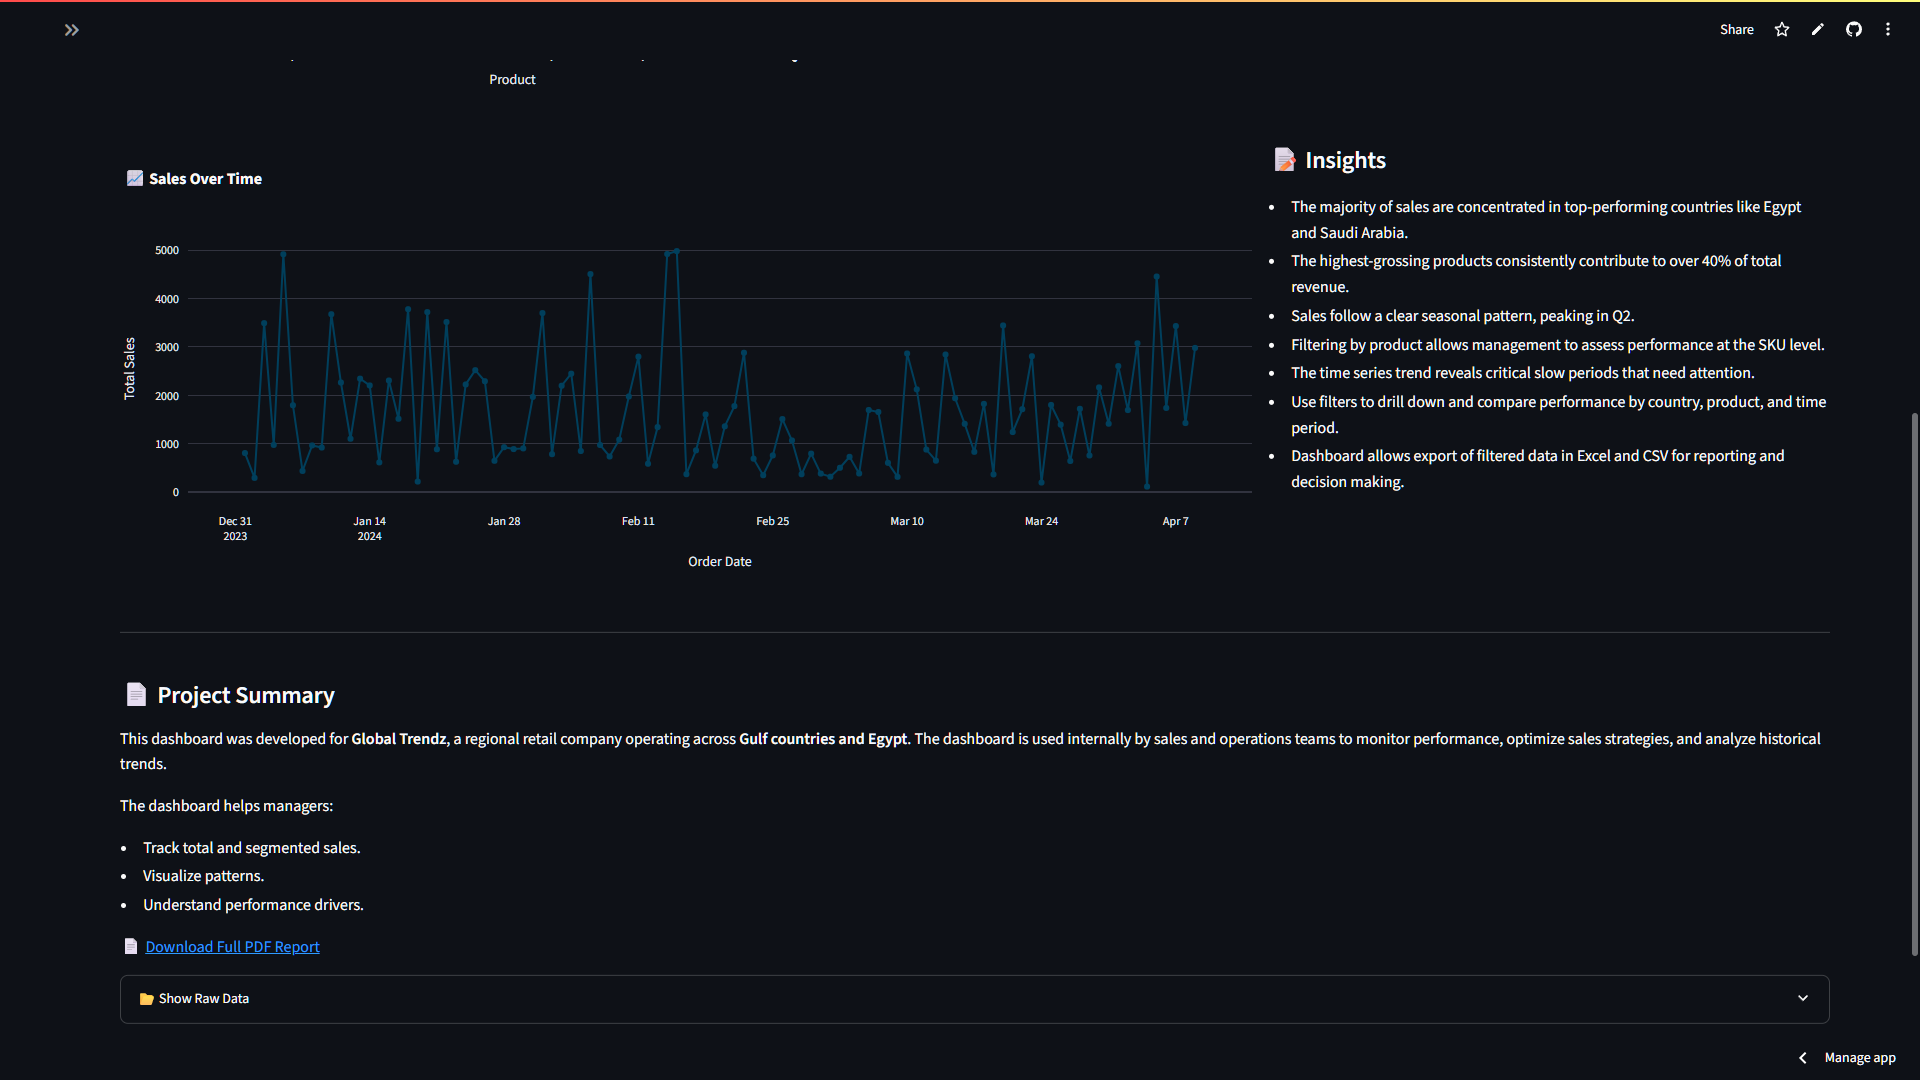 Share
Product
Sales Over Time
5000
4000
3000
2000
1000
0
Total Sales
Dec 31
2023
Jan 14
2024
Jan 28
Feb 11
Feb 25
Mar 10
Mar 24
Apr 7
Order Date
Insights
The majority of sales are concentrated in top-performing countries like Egypt
and Saudi Arabia.
The highest-grossing products consistently contribute to over 40% of total
revenue.
Sales follow a clear seasonal pattern, peaking in Q2.
Filtering by product allows management to assess performance at the SKU level.
The time series trend reveals critical slow periods that need attention.
Use filters to drill down and compare performance by country, product, and time
period.
Dashboard allows export of filtered data in Excel and CSV for reporting and
decision making.
Project Summary
This dashboard was developed for Global Trendz, a regional retail company operating across Gulf countries and Egypt. The dashboard is used internally by sales and operations teams to monitor performance, optimize sales strategies, and analyze historical
trends.
The dashboard helps managers:
Track total and segmented sales.
Visualize patterns.
Understand performance drivers.
Download Full PDF Report
Show Raw Data
Manage app